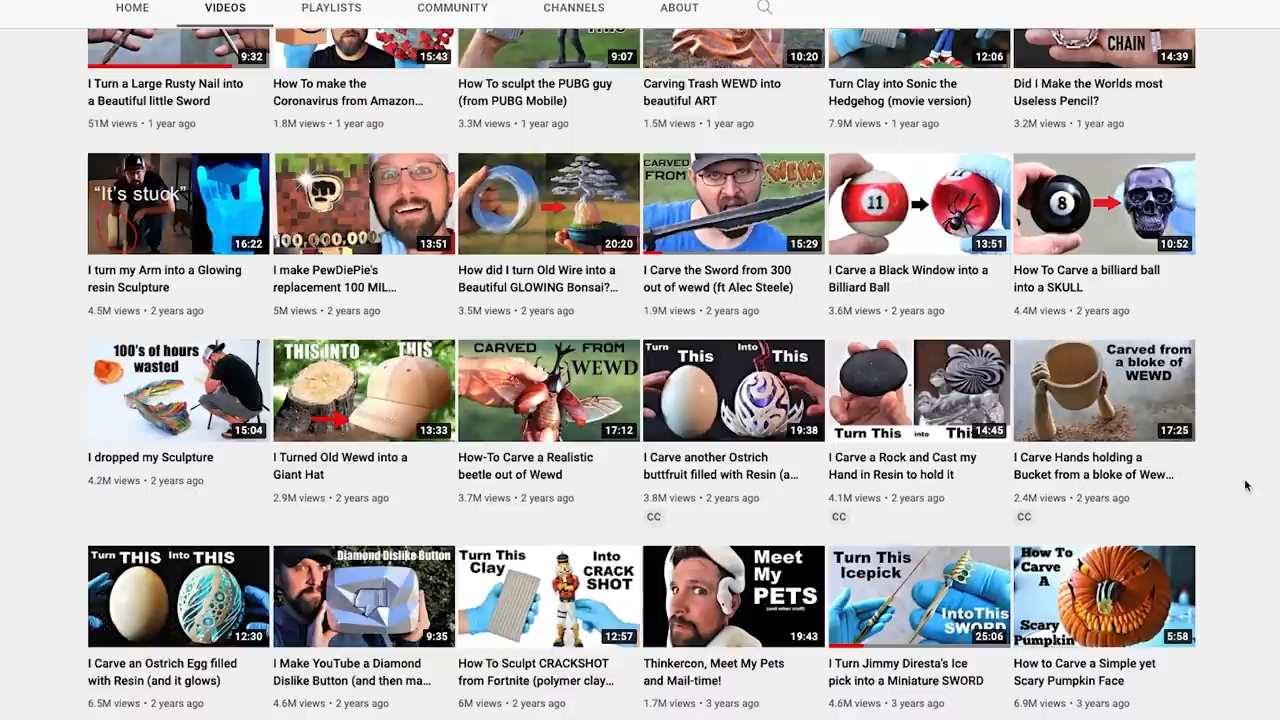 HOME VIDEOS PLAYLISTS COMMUNITY CHANNELS ABOUT
9:32 15:43 9:07 10:20 12:06 CHAIN 14:39
I Turn a Large Rusty Nail into
a Beautiful little Sword
51M views • 1 year ago
How To make the
Coronavirus from Amazon...
1.8M views • 1 year ago
How To sculpt the PUBG guy
(from PUBG Mobile)
3.3M views • 1 year ago
Carving Trash WEWD into
beautiful ART
1.5M views • 1 year ago
Turn Clay into Sonic the
Hedgehog (movie version)
7.9M views • 1 year ago
Did I Make the Worlds most
Useless Pencil?
3.2M views • 1 year ago
"It's stuck"
16:22
I turn my Arm into a Glowing
resin Sculpture
4.5M views • 2 years ago
100,000,000
13:51
I make PewDiePie's
replacement 100 MIL...
5M views • 2 years ago
20:20
How did I turn Old Wire into a
Beautiful GLOWING Bonsai?...
3.5M views • 2 years ago
CARVED
FROM
WEWD
15:29
I Carve the Sword from 300
out of wewd (ft Alec Steele)
1.9M views • 2 years ago
11
13:51
I Carve a Black Window into a
Billiard Ball
3.6M views • 2 years ago
8
10:52
How To Carve a billiard ball
into a SKULL
4.4M views • 2 years ago
100's of hours
wasted
15:04
I dropped my Sculpture
4.2M views • 2 years ago
THIS INTO THIS
13:33
I Turned Old Wewd into a
Giant Hat
2.9M views • 2 years ago
CARVED FROM
WEWD
17:12
How-To Carve a Realistic
beetle out of Wewd
3.7M views • 2 years ago
Turn This Into This
19:38
I Carve another Ostrich
buttfruit filled with Resin (a...
3.8M views • 2 years ago
CC
Turn This into This
14:45
I Carve a Rock and Cast my
Hand in Resin to hold it
4.1M views • 2 years ago
CC
Carved from
a bloke of
WEWD
17:25
I Carve Hands holding a
Bucket from a bloke of Wew...
2.4M views • 2 years ago
CC
Turn THIS Into THIS
12:30
I Carve an Ostrich Egg filled
with Resin (and it glows)
6.5M views • 2 years ago
Diamond Dislike Button
9:35
I Make YouTube a Diamond
Dislike Button (and then ma...
4.6M views • 2 years ago
Turn This
Clay
Into
CRACK
SHOT
12:57
How To Sculpt CRACKSHOT
from Fortnite (polymer clay...
6M views • 2 years ago
Meet
My
PETS
(and other stuff)
19:43
Thinkercon, Meet My Pets
and Mail-time!
1.7M views • 3 years ago
Turn This
Icepick
Into This
SWORD
25:06
I Turn Jimmy Diresta's Ice
pick into a Miniature SWORD
4.6M views • 3 years ago
How To
Carve
A
Scary
Pumpkin
5:58
How to Carve a Simple yet
Scary Pumpkin Face
6.9M views • 3 years ago